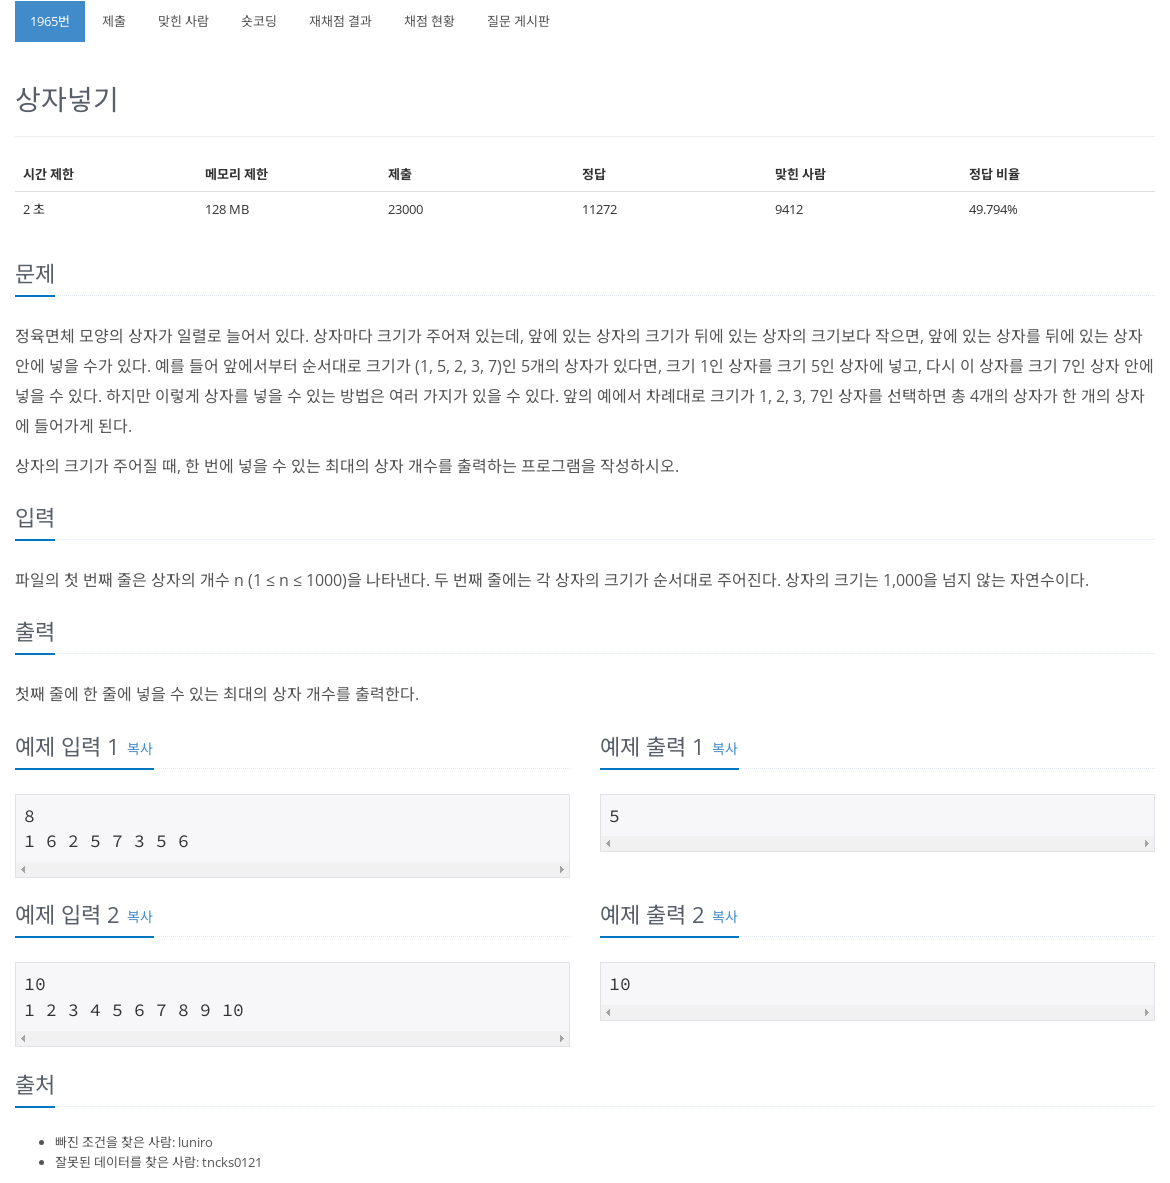 1965번 제출 맞힌 사람 숏코딩 재채점 결과 채점 현황 질문 게시판
상자넣기
시간 제한 메모리 제한 제출 정답 맞힌 사람 정답 비율
2 초 128 MB 23000 11272 9412 49.794%
문제
정육면체 모양의 상자가 일렬로 늘어서 있다. 상자마다 크기가 주어져 있는데, 앞에 있는 상자의 크기가 뒤에 있는 상자의 크기보다 작으면, 앞에 있는 상자를 뒤에 있는 상자
안에 넣을 수가 있다. 예를 들어 앞에서부터 순서대로 크기가 (1, 5, 2, 3, 7)인 5개의 상자가 있다면, 크기 1인 상자를 크기 5인 상자에 넣고, 다시 이 상자를 크기 7인 상자 안에
넣을 수 있다. 하지만 이렇게 상자를 넣을 수 있는 방법은 여러 가지가 있을 수 있다. 앞의 예에서 차례대로 크기가 1, 2, 3, 7인 상자를 선택하면 총 4개의 상자가 한 개의 상자
에 들어가게 된다.
상자의 크기가 주어질 때, 한 번에 넣을 수 있는 최대의 상자 개수를 출력하는 프로그램을 작성하시오.
입력
파일의 첫 번째 줄은 상자의 개수 n (1 ≤ n ≤ 1000)을 나타낸다. 두 번째 줄에는 각 상자의 크기가 순서대로 주어진다. 상자의 크기는 1,000을 넘지 않는 자연수이다.
출력
첫째 줄에 한 줄에 넣을 수 있는 최대의 상자 개수를 출력한다.
예제 입력 1 복사
8
1 6 2 5 7 3 5 6
예제 출력 1 복사
5
예제 입력 2 복사
10
1 2 3 4 5 6 7 8 9 10
예제 출력 2 복사
10
출처
빠진 조건을 찾은 사람: luniro
잘못된 데이터를 찾은 사람: tncks0121